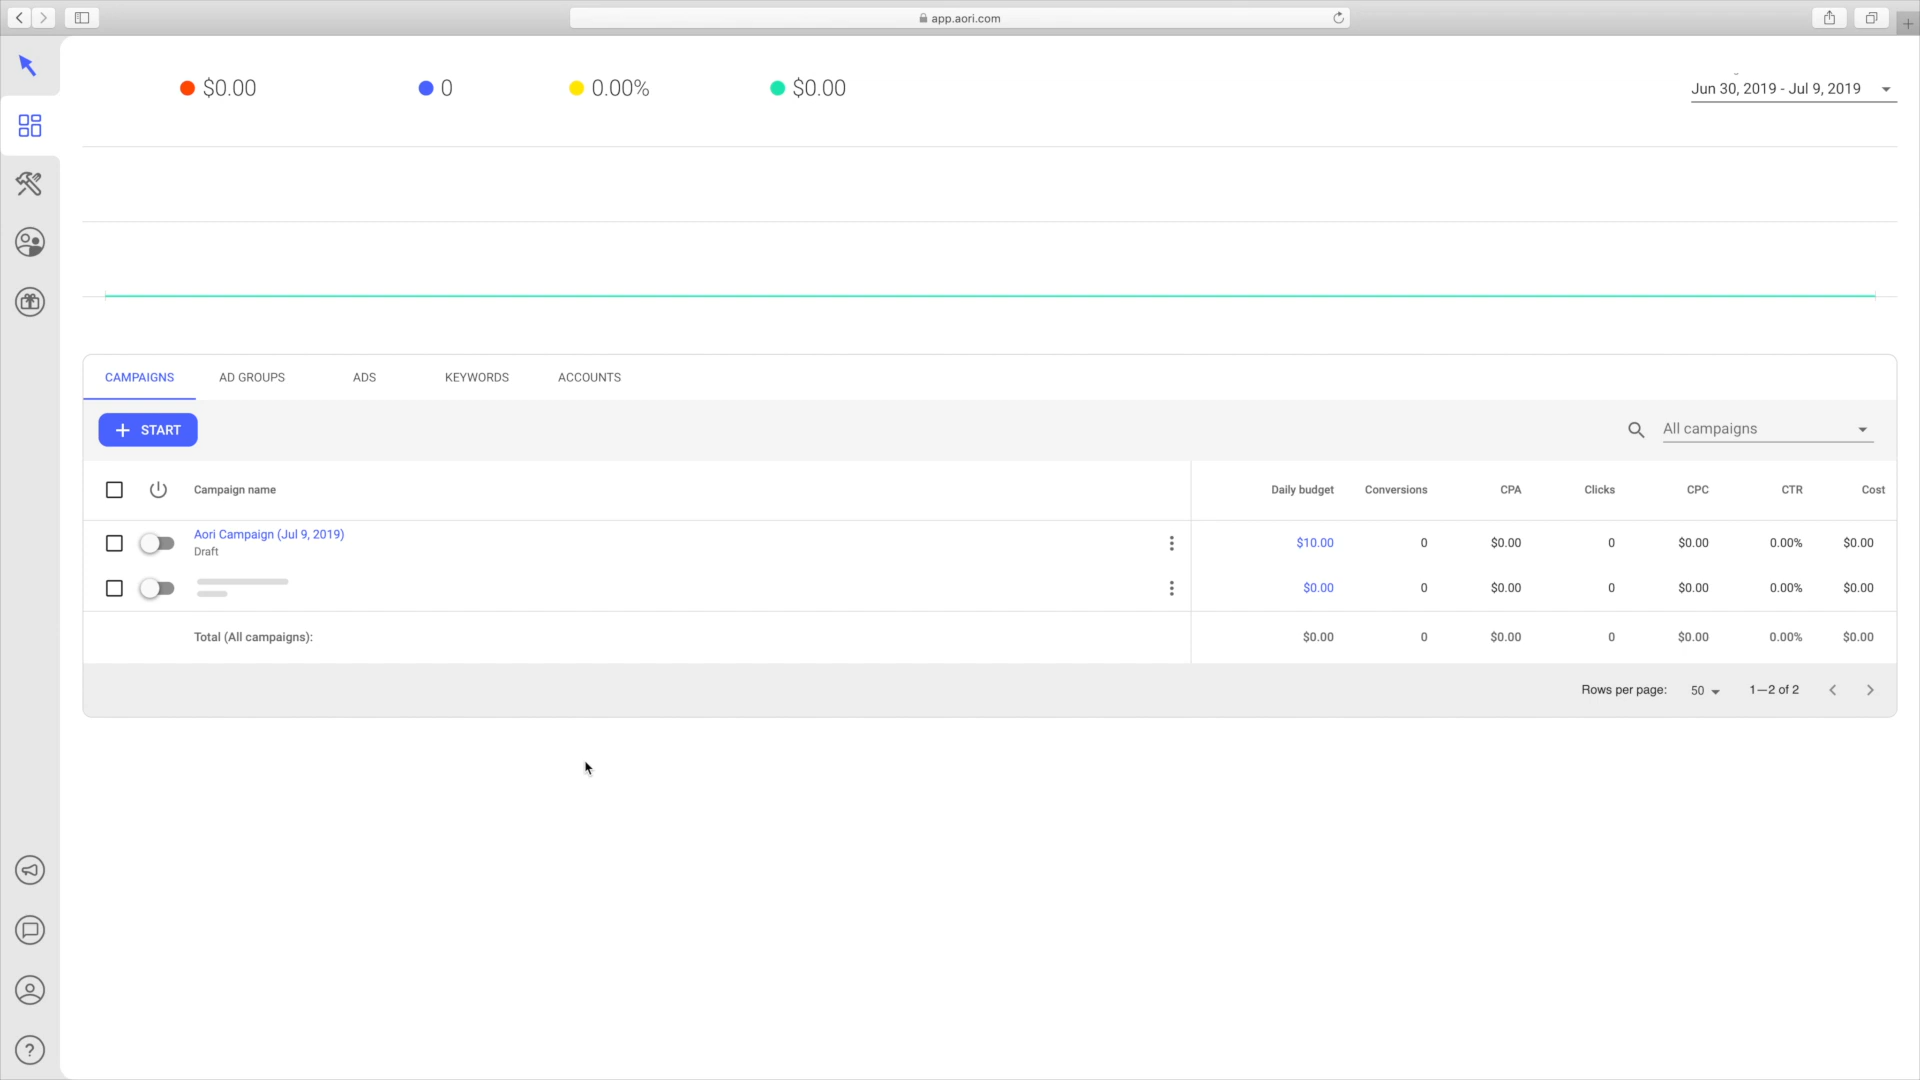 app.aori.com
$0.00 0 0.00% $0.00
Jun 30, 2019 - Jul 9, 2019
CAMPAIGNS AD GROUPS ADS KEYWORDS ACCOUNTS
+ START
All campaigns
Campaign name Daily budget Conversions CPA Clicks CPC CTR Cost
Aori Campaign (Jul 9, 2019)
Draft
$10.00 0 $0.00 0 $0.00 0.00% $0.00
$0.00 0 $0.00 0 $0.00 0.00% $0.00
Total (All campaigns): $0.00 0 $0.00 0 $0.00 0.00% $0.00
Rows per page: 50 1—2 of 2
?